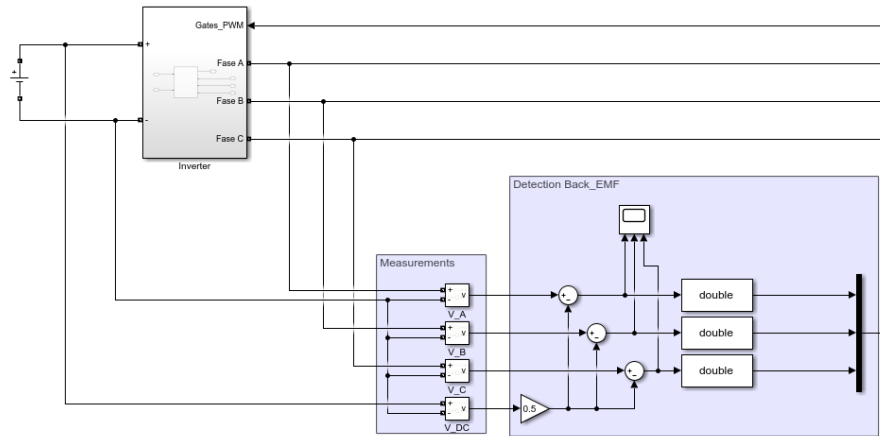 Gates_PWM
+
Fase A
+
Fase B
-
Fase C
Inverter
Detection Back_EMF
Measurements
+
-
v
V_A
+
-
v
V_B
+
-
v
V_C
+
-
v
V_DC
+
-
+
-
+
-
double
double
double
0.5